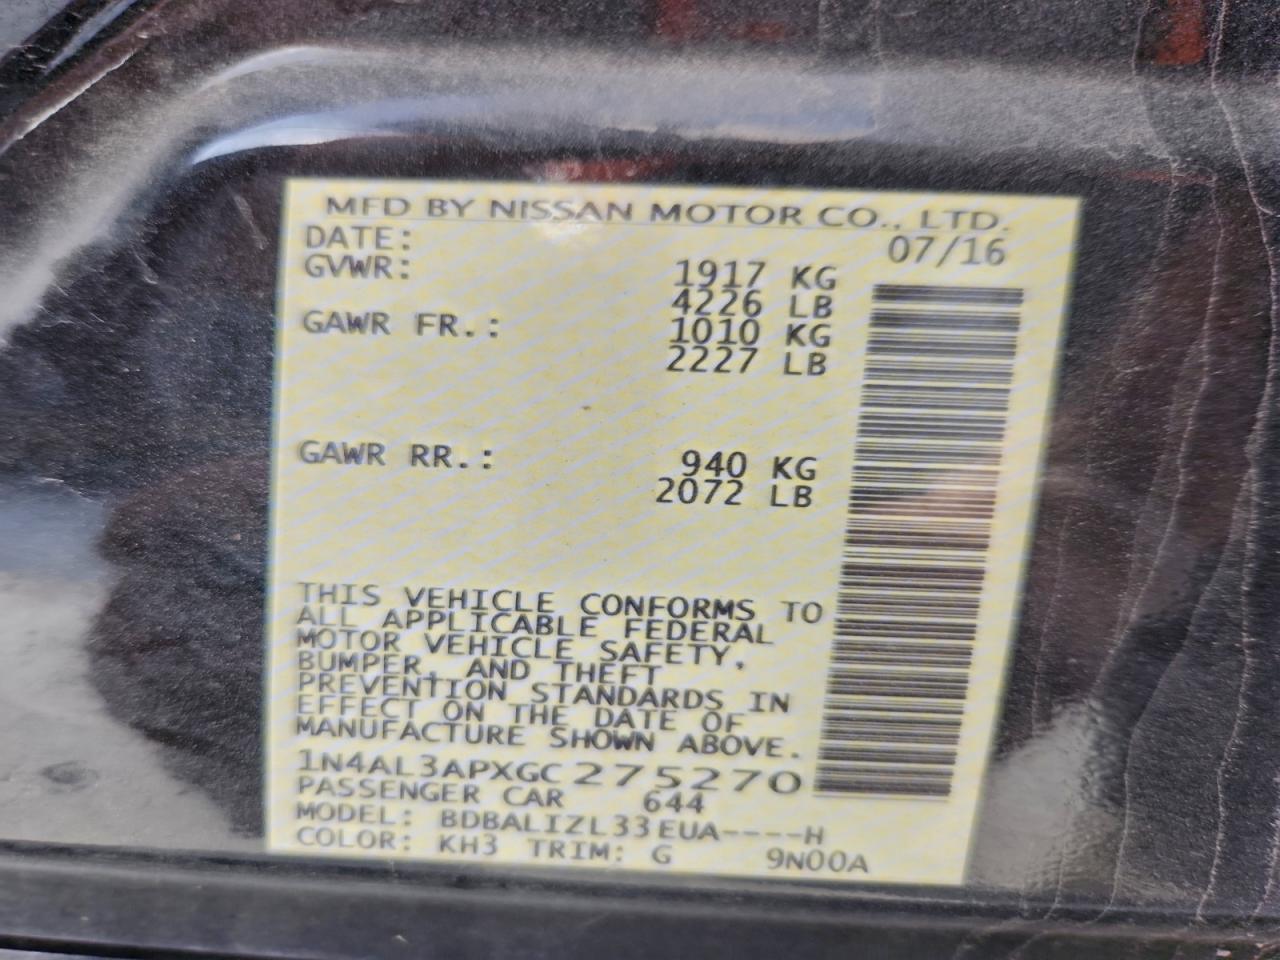 MFD BY NISSAN MOTOR CO., LTD.
DATE: 07/16
GVWR: 1917 KG
4226 LB
GAWR FR.: 1010 KG
2227 LB
GAWR RR.: 940 KG
2072 LB
THIS VEHICLE CONFORMS TO
ALL APPLICABLE FEDERAL
MOTOR VEHICLE SAFETY,
BUMPER, AND THEFT
PREVENTION STANDARDS IN
EFFECT ON THE DATE OF
MANUFACTURE SHOWN ABOVE.
1N4AL3APXGC275270
PASSENGER CAR 644
MODEL: BDBALIZL33EUA----H
COLOR: KH3 TRIM: G 9N00A